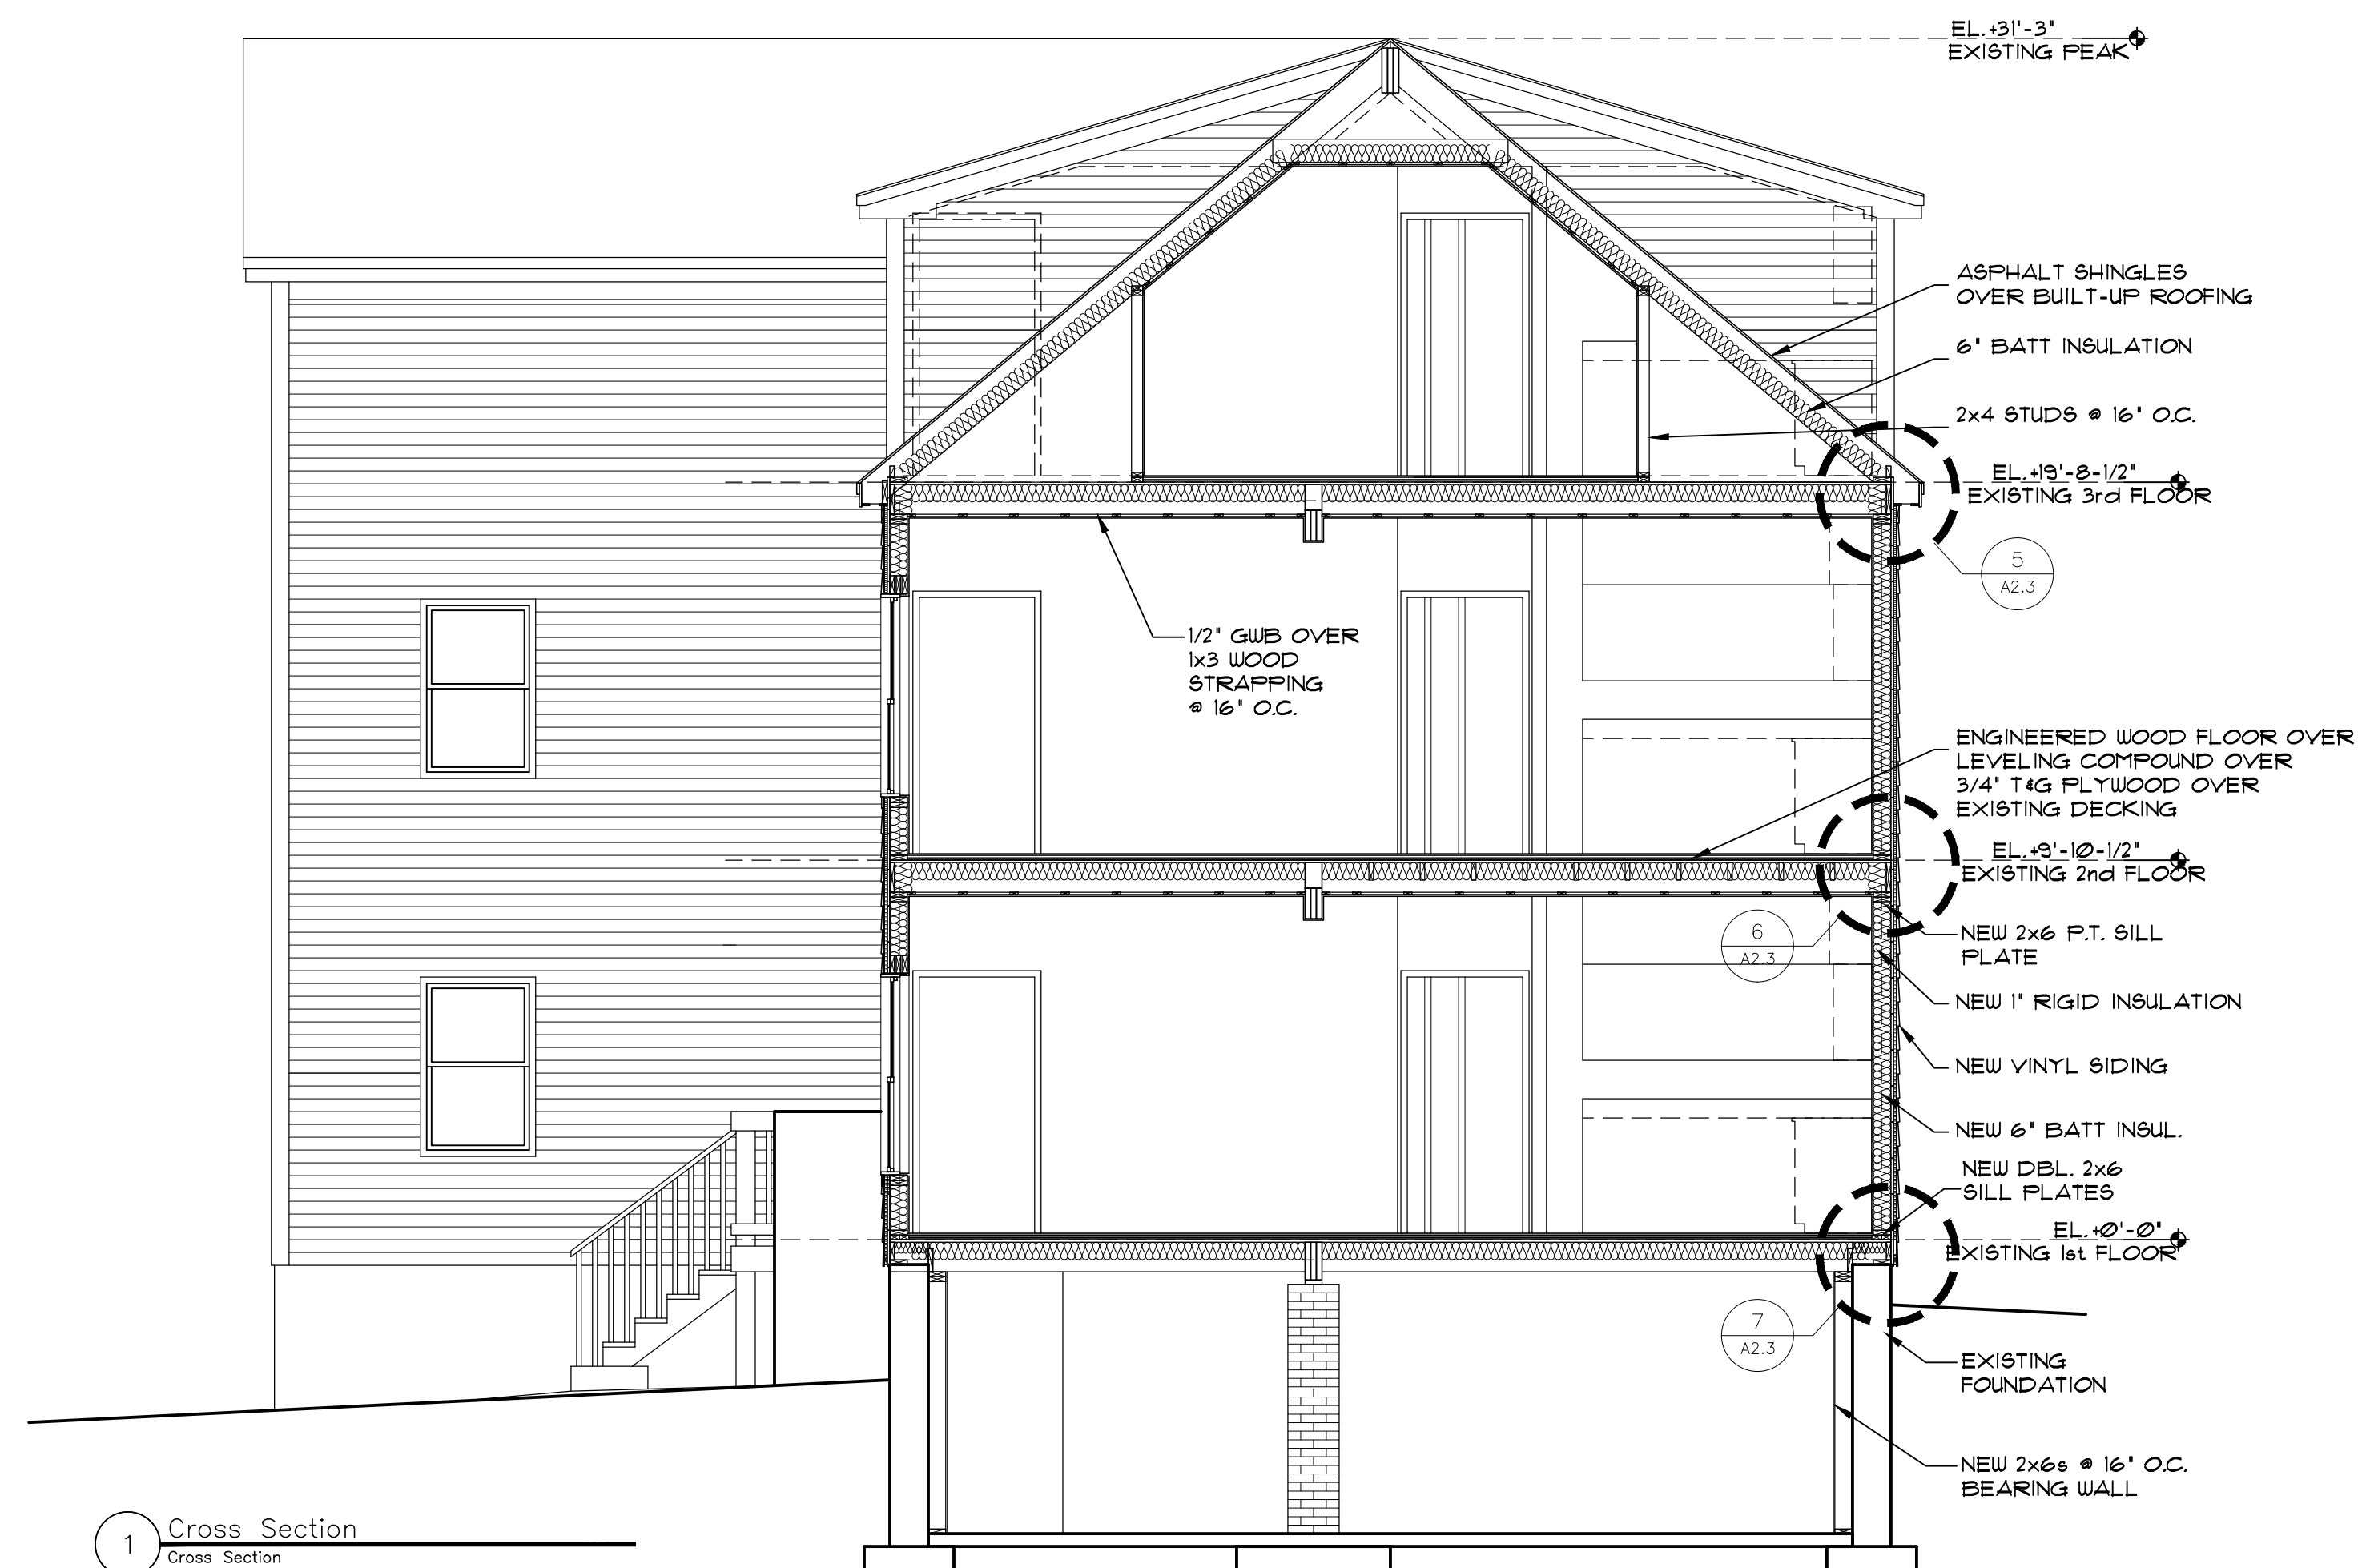 EL.+31'-3"
EXISTING PEAK
ASPHALT SHINGLES
OVER BUILT-UP ROOFING
6" BATT INSULATION
2x4 STUDS @ 16" O.C.
EL.+19'-8-1/2"
EXISTING 3rd FLOOR
5
A2.3
1/2" GWB OVER
1x3 WOOD
STRAPPING
@ 16" O.C.
ENGINEERED WOOD FLOOR OVER
LEVELING COMPOUND OVER
3/4" T&G PLYWOOD OVER
EXISTING DECKING
EL.+9'-10-1/2"
EXISTING 2nd FLOOR
6
A2.3
NEW 2x6 P.T. SILL
PLATE
NEW 1" RIGID INSULATION
NEW VINYL SIDING
NEW 6" BATT INSUL.
NEW DBL. 2x6
SILL PLATES
EL. +0'-0"
EXISTING 1st FLOOR
7
A2.3
EXISTING
FOUNDATION
NEW 2x6s @ 16" O.C.
BEARING WALL
1
Cross Section
Cross Section